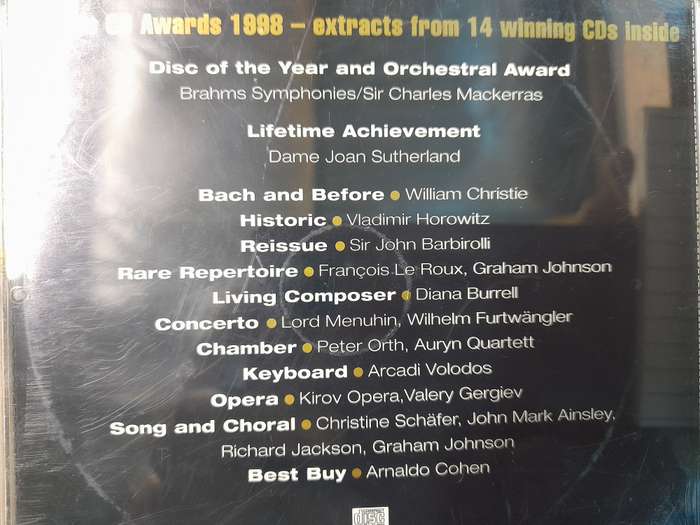 Awards 1998 – extracts from 14 winning CDs inside
Disc of the Year and Orchestral Award
Brahms Symphonies/Sir Charles Mackerras
Lifetime Achievement
Dame Joan Sutherland
Bach and Before ● William Christie
Historic ● Vladimir Horowitz
Reissue ● Sir John Barbirolli
Rare Repertoire ● François Le Roux, Graham Johnson
Living Composer ● Diana Burrell
Concerto ● Lord Menuhin, Wilhelm Furtwängler
Chamber ● Peter Orth, Auryn Quartett
Keyboard ● Arcadi Volodos
Opera ● Kirov Opera,Valery Gergiev
Song and Choral ● Christine Schäfer, John Mark Ainsley,
Richard Jackson, Graham Johnson
Best Buy ● Arnaldo Cohen
disc